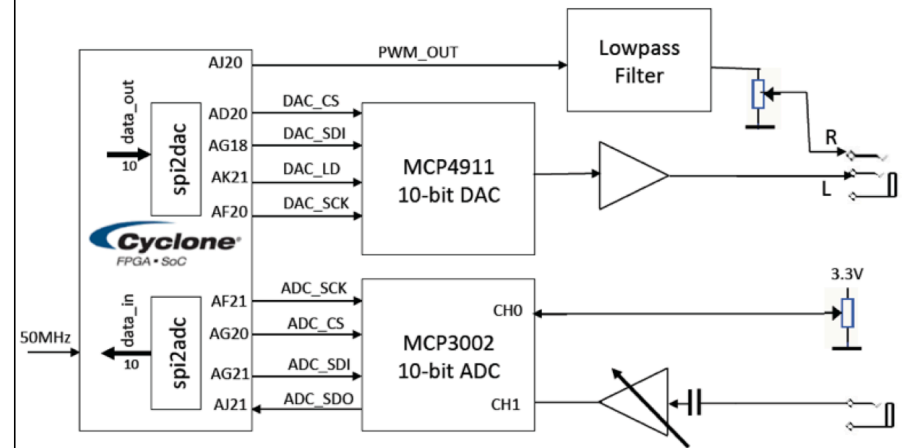 AJ20
PWM_OUT
Lowpass
Filter
data_out
10
spi2dac
AD20
DAC_CS
AG18
DAC_SDI
AK21
DAC_LD
AF20
DAC_SCK
MCP4911
10-bit DAC
R
L
Cyclone®
FPGA • SoC
50MHz
data_in
10
spi2adc
AF21
ADC_SCK
AG20
ADC_CS
AG21
ADC_SDI
AJ21
ADC_SDO
MCP3002
10-bit ADC
CH0
CH1
3.3V